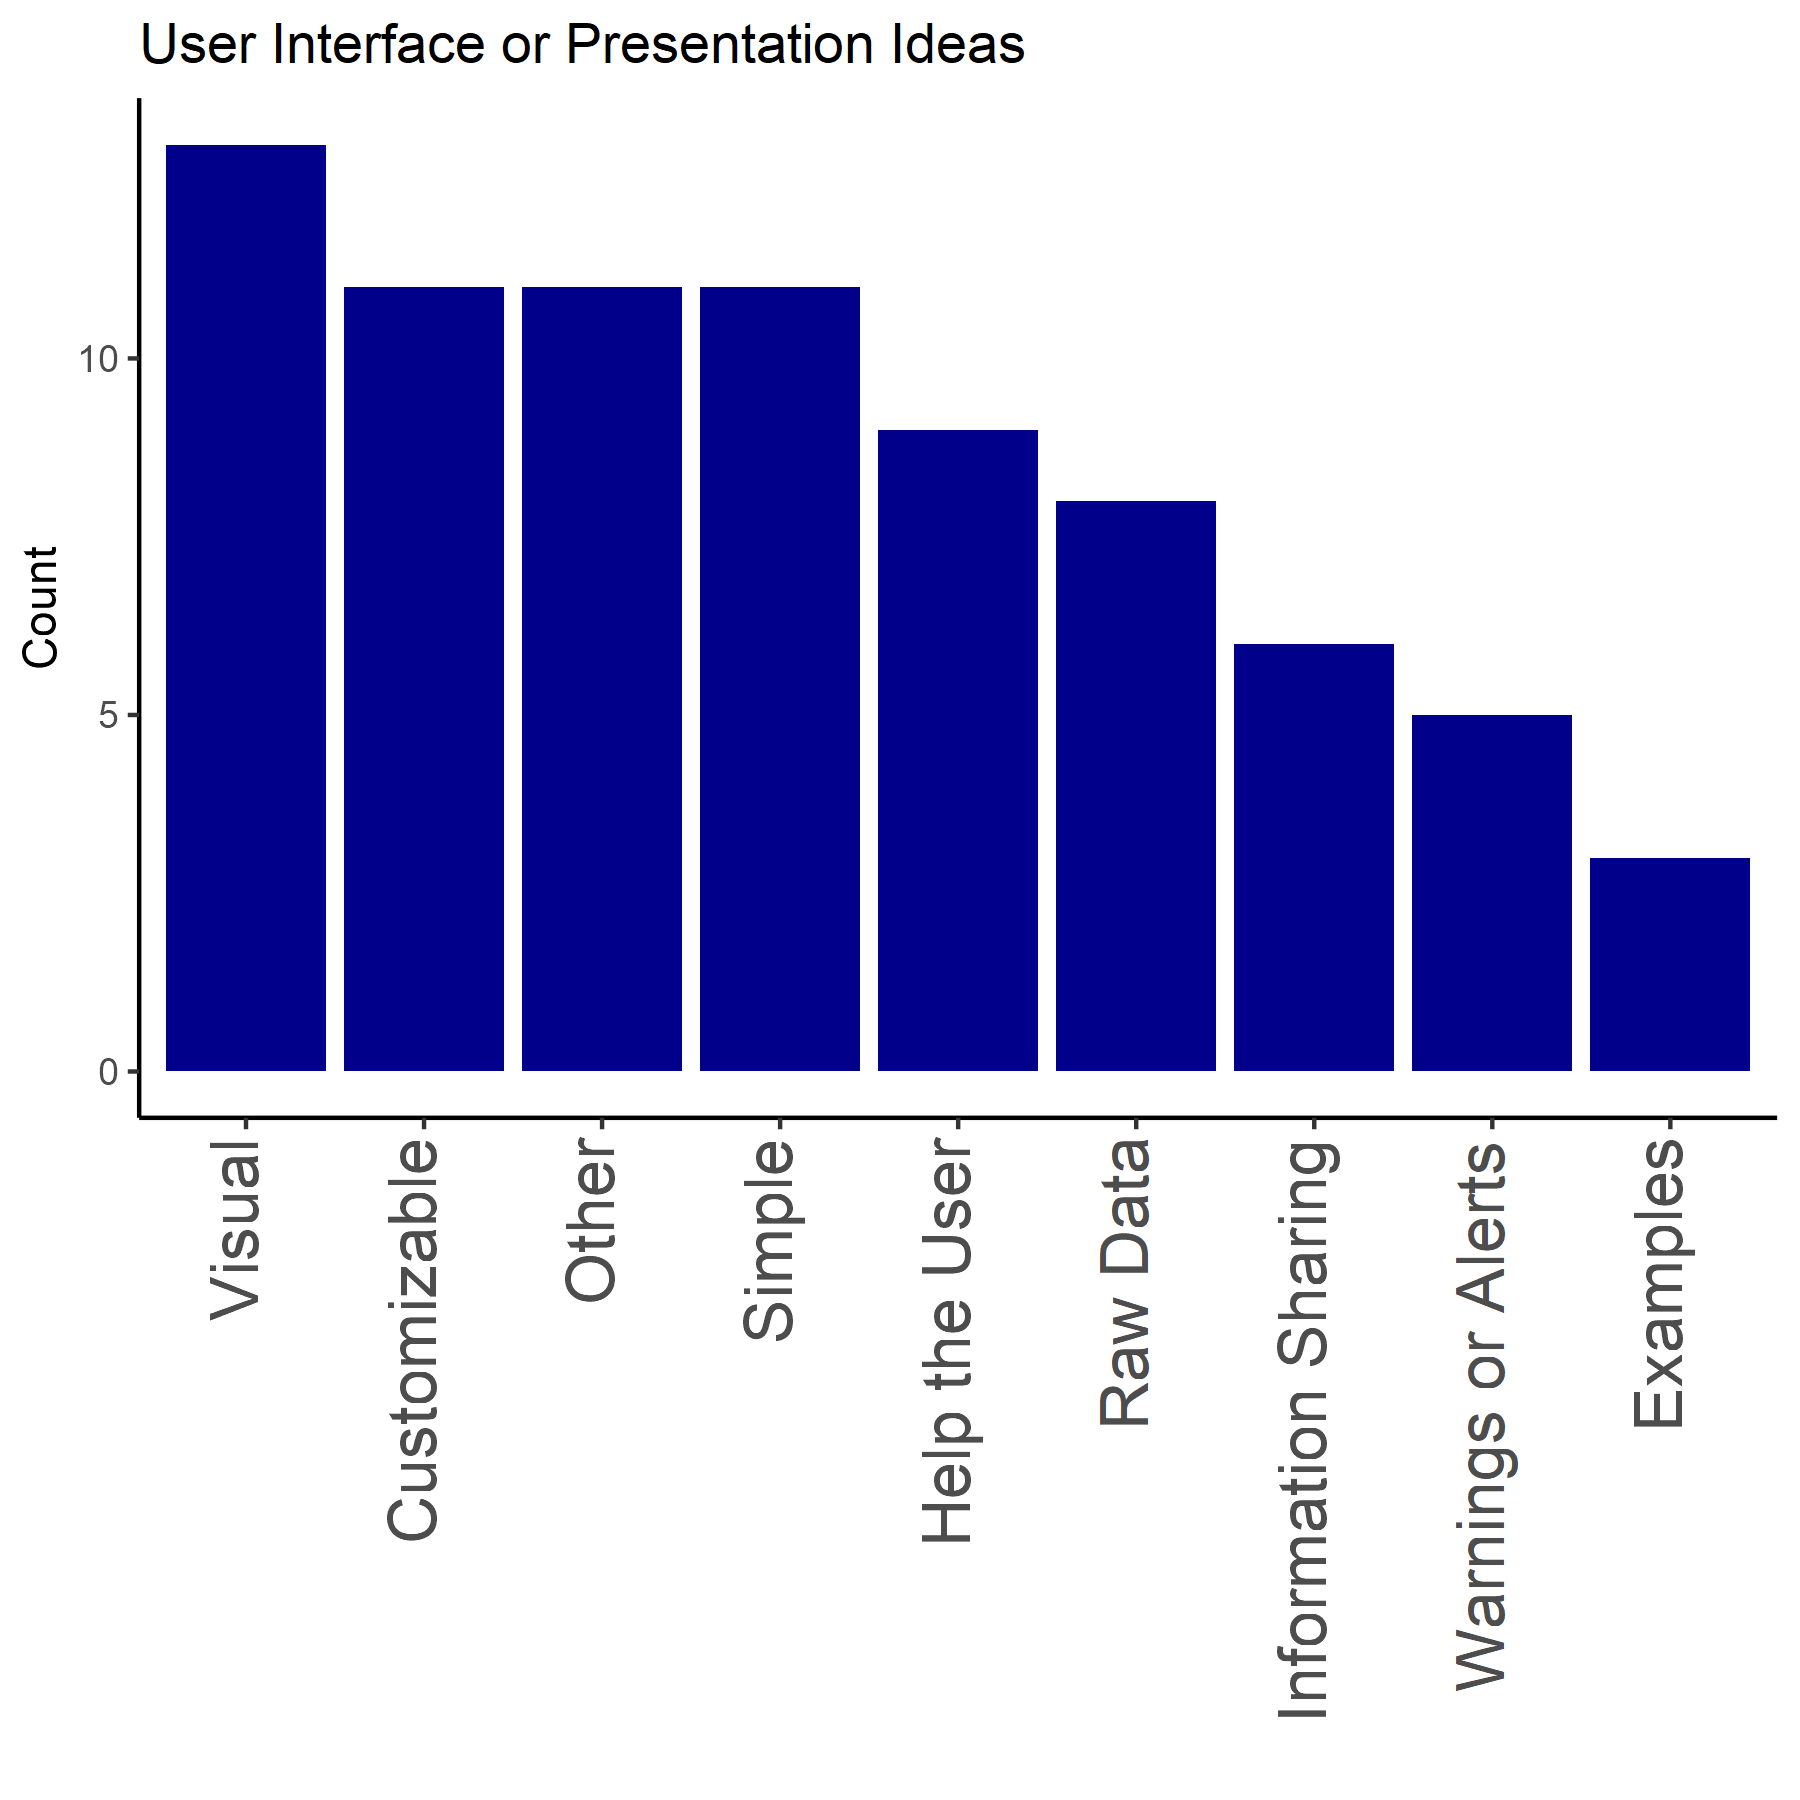 User Interface or Presentation Ideas
Count
10
5
0
Visual
Customizable
Other
Simple
Help the User
Raw Data
Information Sharing
Warnings or Alerts
Examples